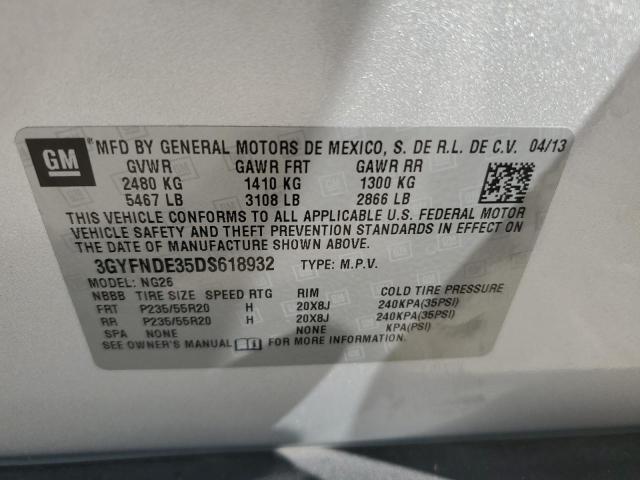 GM
MFD BY GENERAL MOTORS DE MEXICO, S. DE R.L. DE C.V. 04/13
GVWR GAWR FRT GAWR RR
2480 KG 1410 KG 1300 KG
5467 LB 3108 LB 2866 LB
THIS VEHICLE CONFORMS TO ALL APPLICABLE U.S. FEDERAL MOTOR
VEHICLE SAFETY AND THEFT PREVENTION STANDARDS IN EFFECT ON
THE DATE OF MANUFACTURE SHOWN ABOVE.
3GYFNDE35DS618932 TYPE: M.P.V.
MODEL: NG26
NBBB TIRE SIZE SPEED RTG RIM COLD TIRE PRESSURE
FRT P235/55R20 H 20X8J 240KPA(35PSI)
RR P235/55R20 H 20X8J 240KPA(35PSI)
SPA NONE NONE KPA(PSI)
SEE OWNER'S MANUAL FOR MORE INFORMATION.